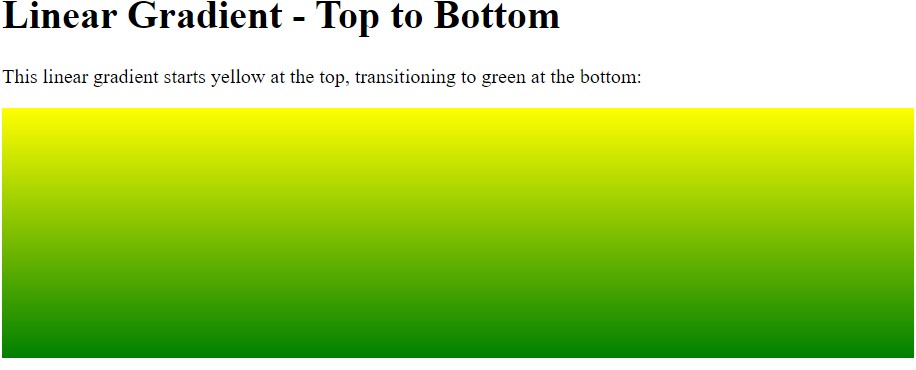 Linear Gradient - Top to Bottom
This linear gradient starts yellow at the top, transitioning to green at the bottom: